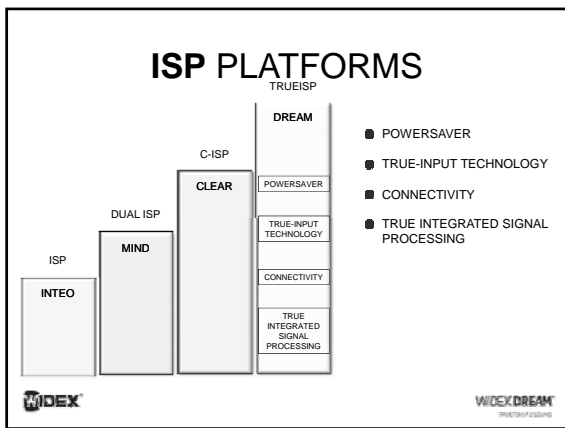 ISP PLATFORMS
TRUEISP
DREAM
C-ISP
CLEAR
DUAL ISP
MIND
ISP
INTEO
POWERSAVER
TRUE-INPUT
TECHNOLOGY
CONNECTIVITY
TRUE
INTEGRATED
SIGNAL
PROCESSING
POWERSAVER
TRUE-INPUT TECHNOLOGY
CONNECTIVITY
TRUE INTEGRATED SIGNAL
PROCESSING
WIDEX
WIDEX DREAM